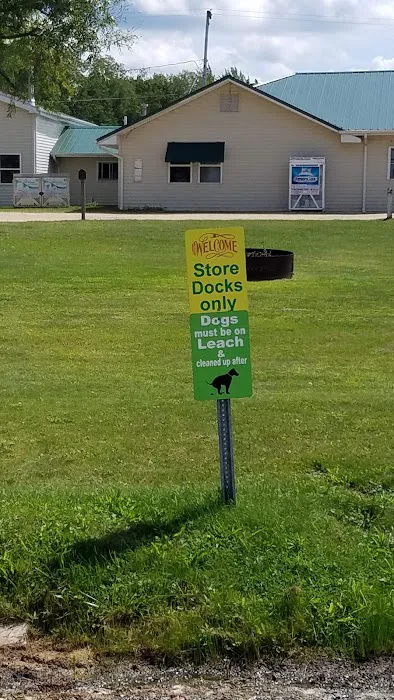 WELCOME
Store
Docks
only
Dogs
must be on
Leach
&
cleaned up after